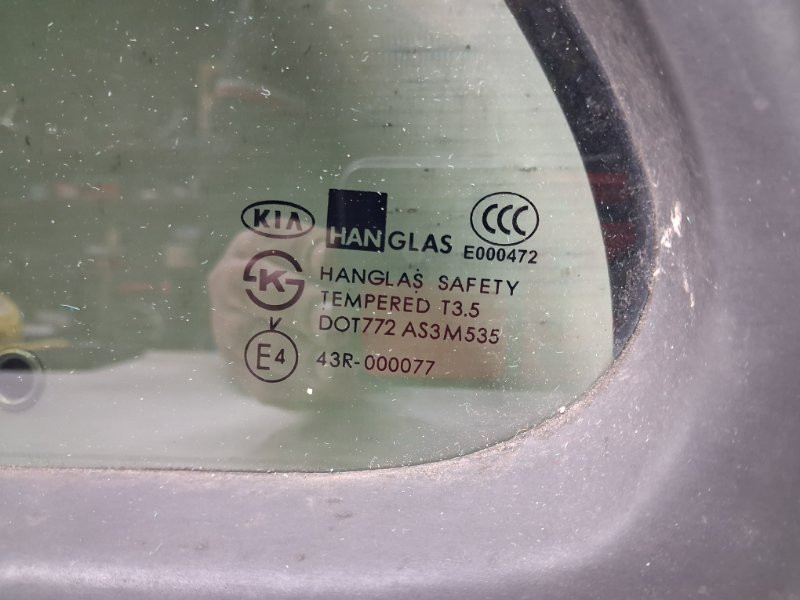 KIA HANGLAS CCC
E000472
K HANGLAS SAFETY
TEMPERED T3.5
DOT772 AS3M535
V
E4 43R-000077